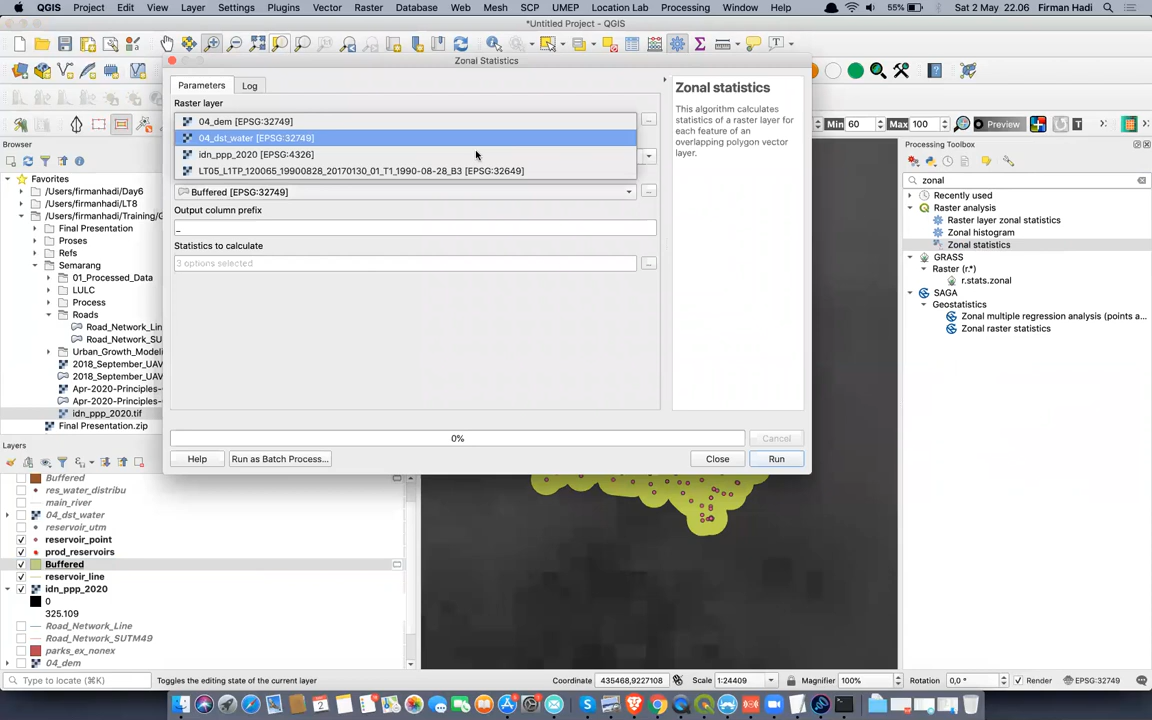 QGIS Project Edit View Layer Settings Plugins Vector Raster Database Web Mesh SCP UMEP Location Lab Processing Window Help 55% Sat 2 May 22.06 Firman Hadi
*Untitled Project - QGIS
Zonal Statistics
Parameters Log
Raster layer
04_dem [EPSG:32749]
04_dst_water [EPSG:32749]
idn_ppp_2020 [EPSG:4326]
LT05_L1TP_120065_19900828_20170130_01_T1_1990-08-28_B3 [EPSG:32649]
Buffered [EPSG:32749]
Output column prefix
_
Statistics to calculate
3 options selected
0%
Cancel
Help Run as Batch Process... Close Run
Zonal statistics
This algorithm calculates
statistics of a raster layer for
each feature of an
overlapping polygon vector
layer.
Min 60 Max 100 Preview
Browser
Favorites
/Users/firmanhadi/Day6
/Users/firmanhadi/LT8
/Users/firmanhadi/Training/G
Final Presentation
Proses
Refs
Semarang
01_Processed_Data
LULC
Process
Roads
Road_Network_Lin
Road_Network_SU
Urban_Growth_Modeli
2018_September_UAV
2018_September_UAV
Apr-2020-Principles-
Apr-2020-Principles-
idn_ppp_2020.tif
Final Presentation.zip
Layers
Buffered
res_water_distribu
main_river
04_dst_water
reservoir_utm
reservoir_point
prod_reservoirs
Buffered
reservoir_line
idn_ppp_2020
0
325.109
Road_Network_Line
Road_Network_SUTM49
parks_ex_nonex
04_dem
Processing Toolbox
zonal
Recently used
Raster analysis
Raster layer zonal statistics
Zonal histogram
Zonal statistics
GRASS
Raster (r.*)
r.stats.zonal
SAGA
Geostatistics
Zonal multiple regression analysis (points a...
Zonal raster statistics
Type to locate (⌘K) Toggles the editing state of the current layer Coordinate 435468,9227108 Scale 1:24409 Magnifier 100% Rotation 0,0 ° Render EPSG:32749